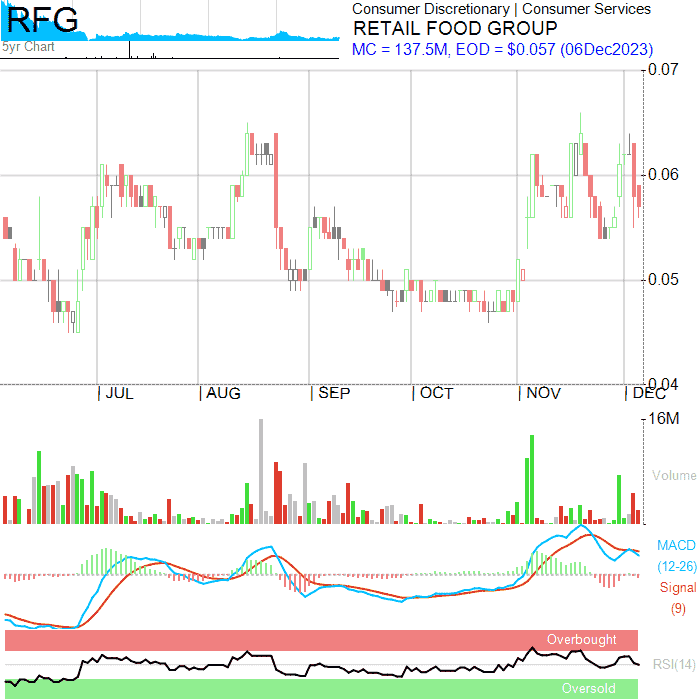 RFG
5yr Chart
Consumer Discretionary | Consumer Services
RETAIL FOOD GROUP
MC = 137.5M, EOD = $0.057 (06Dec2023)
0.07
0.06
0.05
0.04
JUL AUG SEP OCT NOV DEC
16M
Volume
MACD
(12-26)
Signal
(9)
Overbought
RSI(14)
Oversold